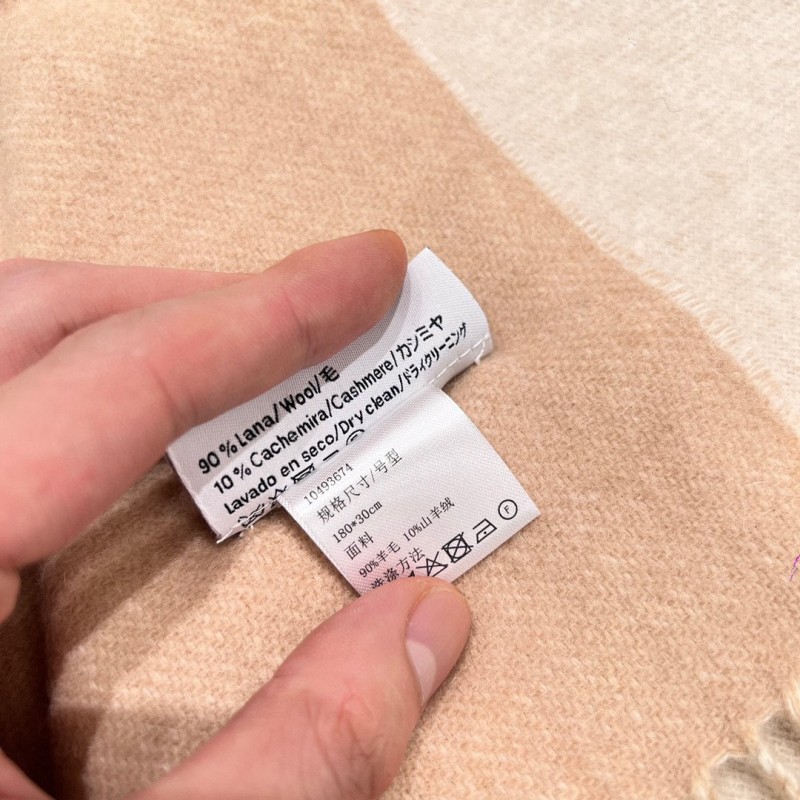 90%Lana/Wool/毛
10%Cachemira/Cashmere/カシミヤ
Lavado en seco/Dry clean/ドライクリーニング
10493674
规格尺寸/号型
180*30cm
面料
90%羊毛 10%山羊绒
洗涤方法
F